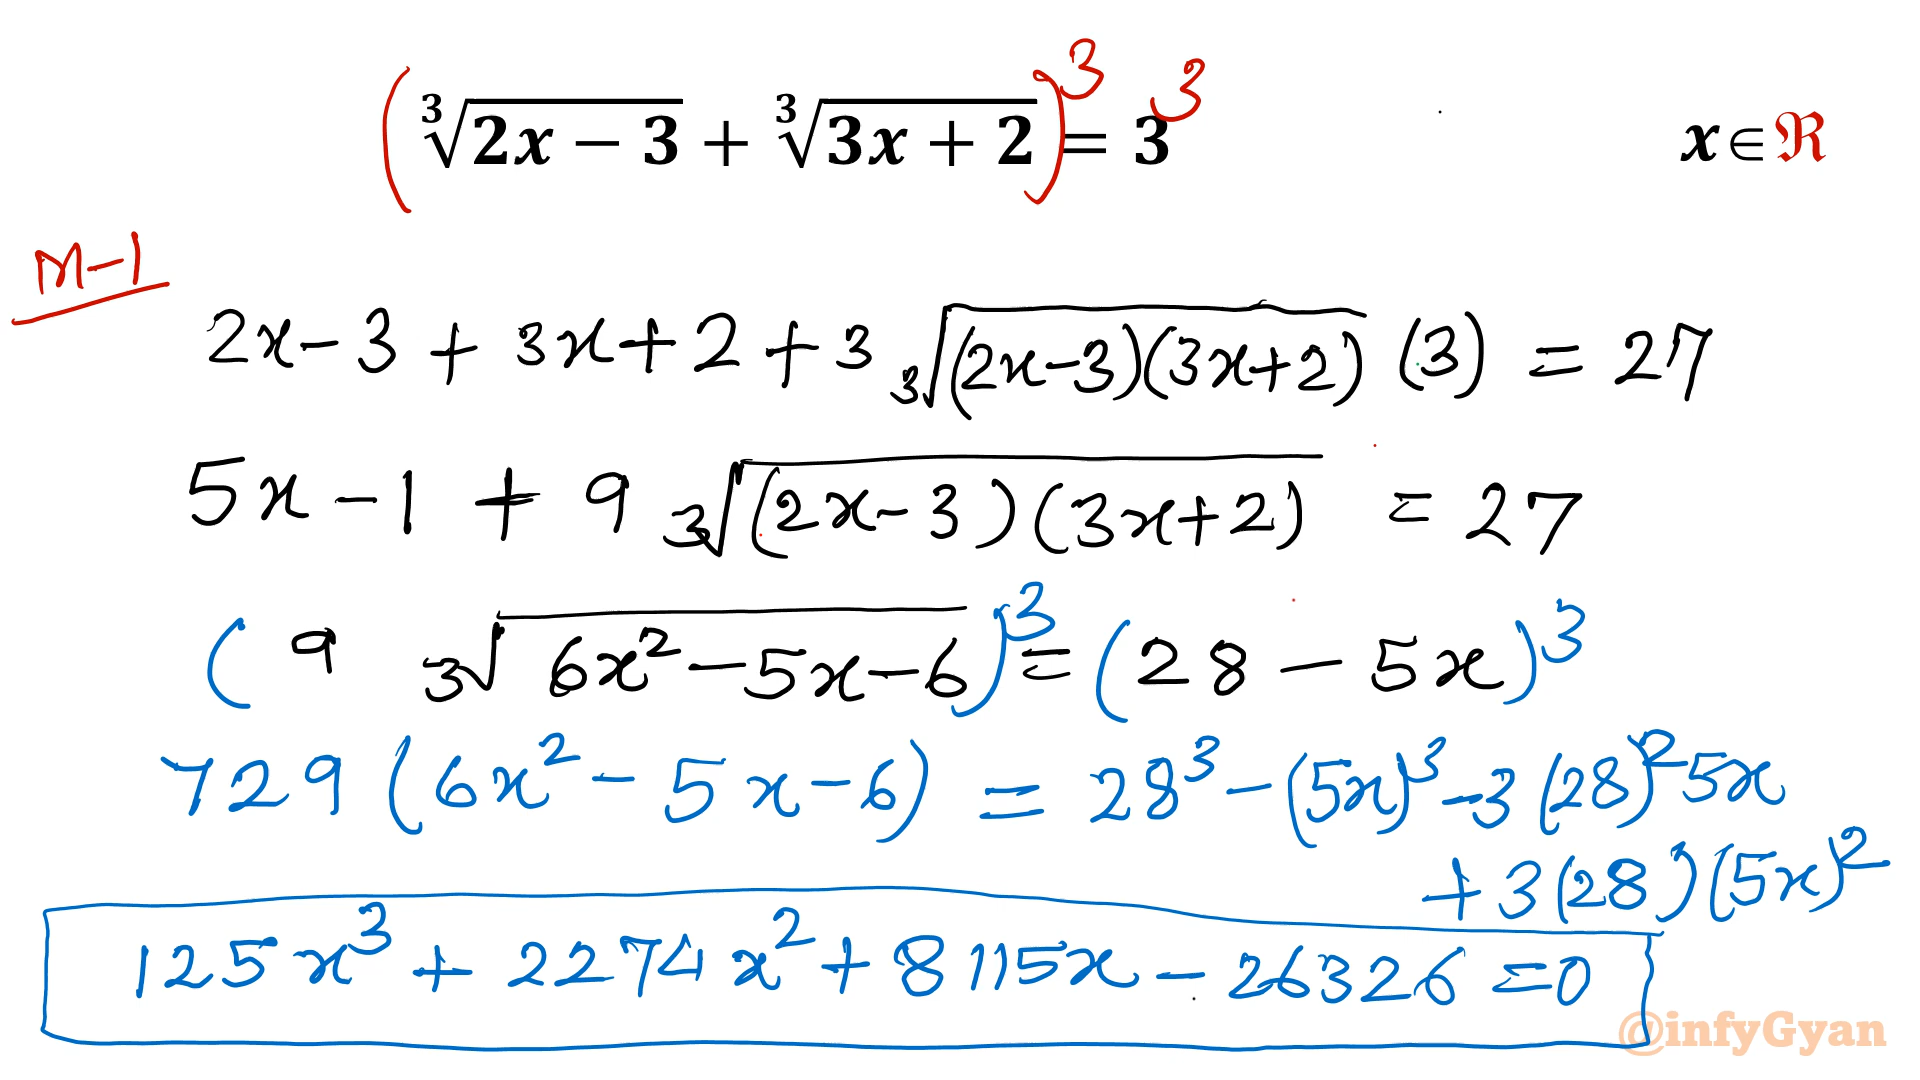 (∛(2x − 3) + ∛(3x + 2))³ = 3³ x ∈ ℜ
M-1
2x-3 + 3x+2 + 3 ∛((2x-3)(3x+2)) (3) = 27
5x-1 + 9 ∛((2x-3)(3x+2)) = 27
(9 ∛(6x²-5x-6))³ = (28-5x)³
729 (6x²-5x-6) = 28³-(5x)³-3(28)²5x
+3(28)(5x)²
125x³ + 2274x² + 8115x - 26326 = 0
@infyGyan